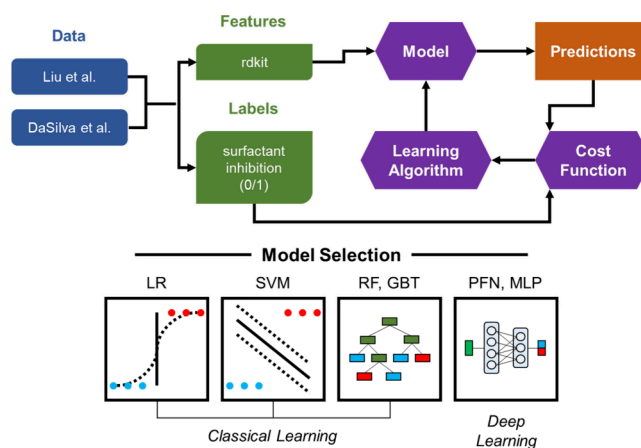 Data
Features
Liu et al.
DaSilva et al.
rdkit
Labels
surfactant
inhibition
(0/1)
Model
Predictions
Learning
Algorithm
Cost
Function
Model Selection
LR
SVM
RF, GBT
PFN, MLP
Classical Learning
Deep
Learning